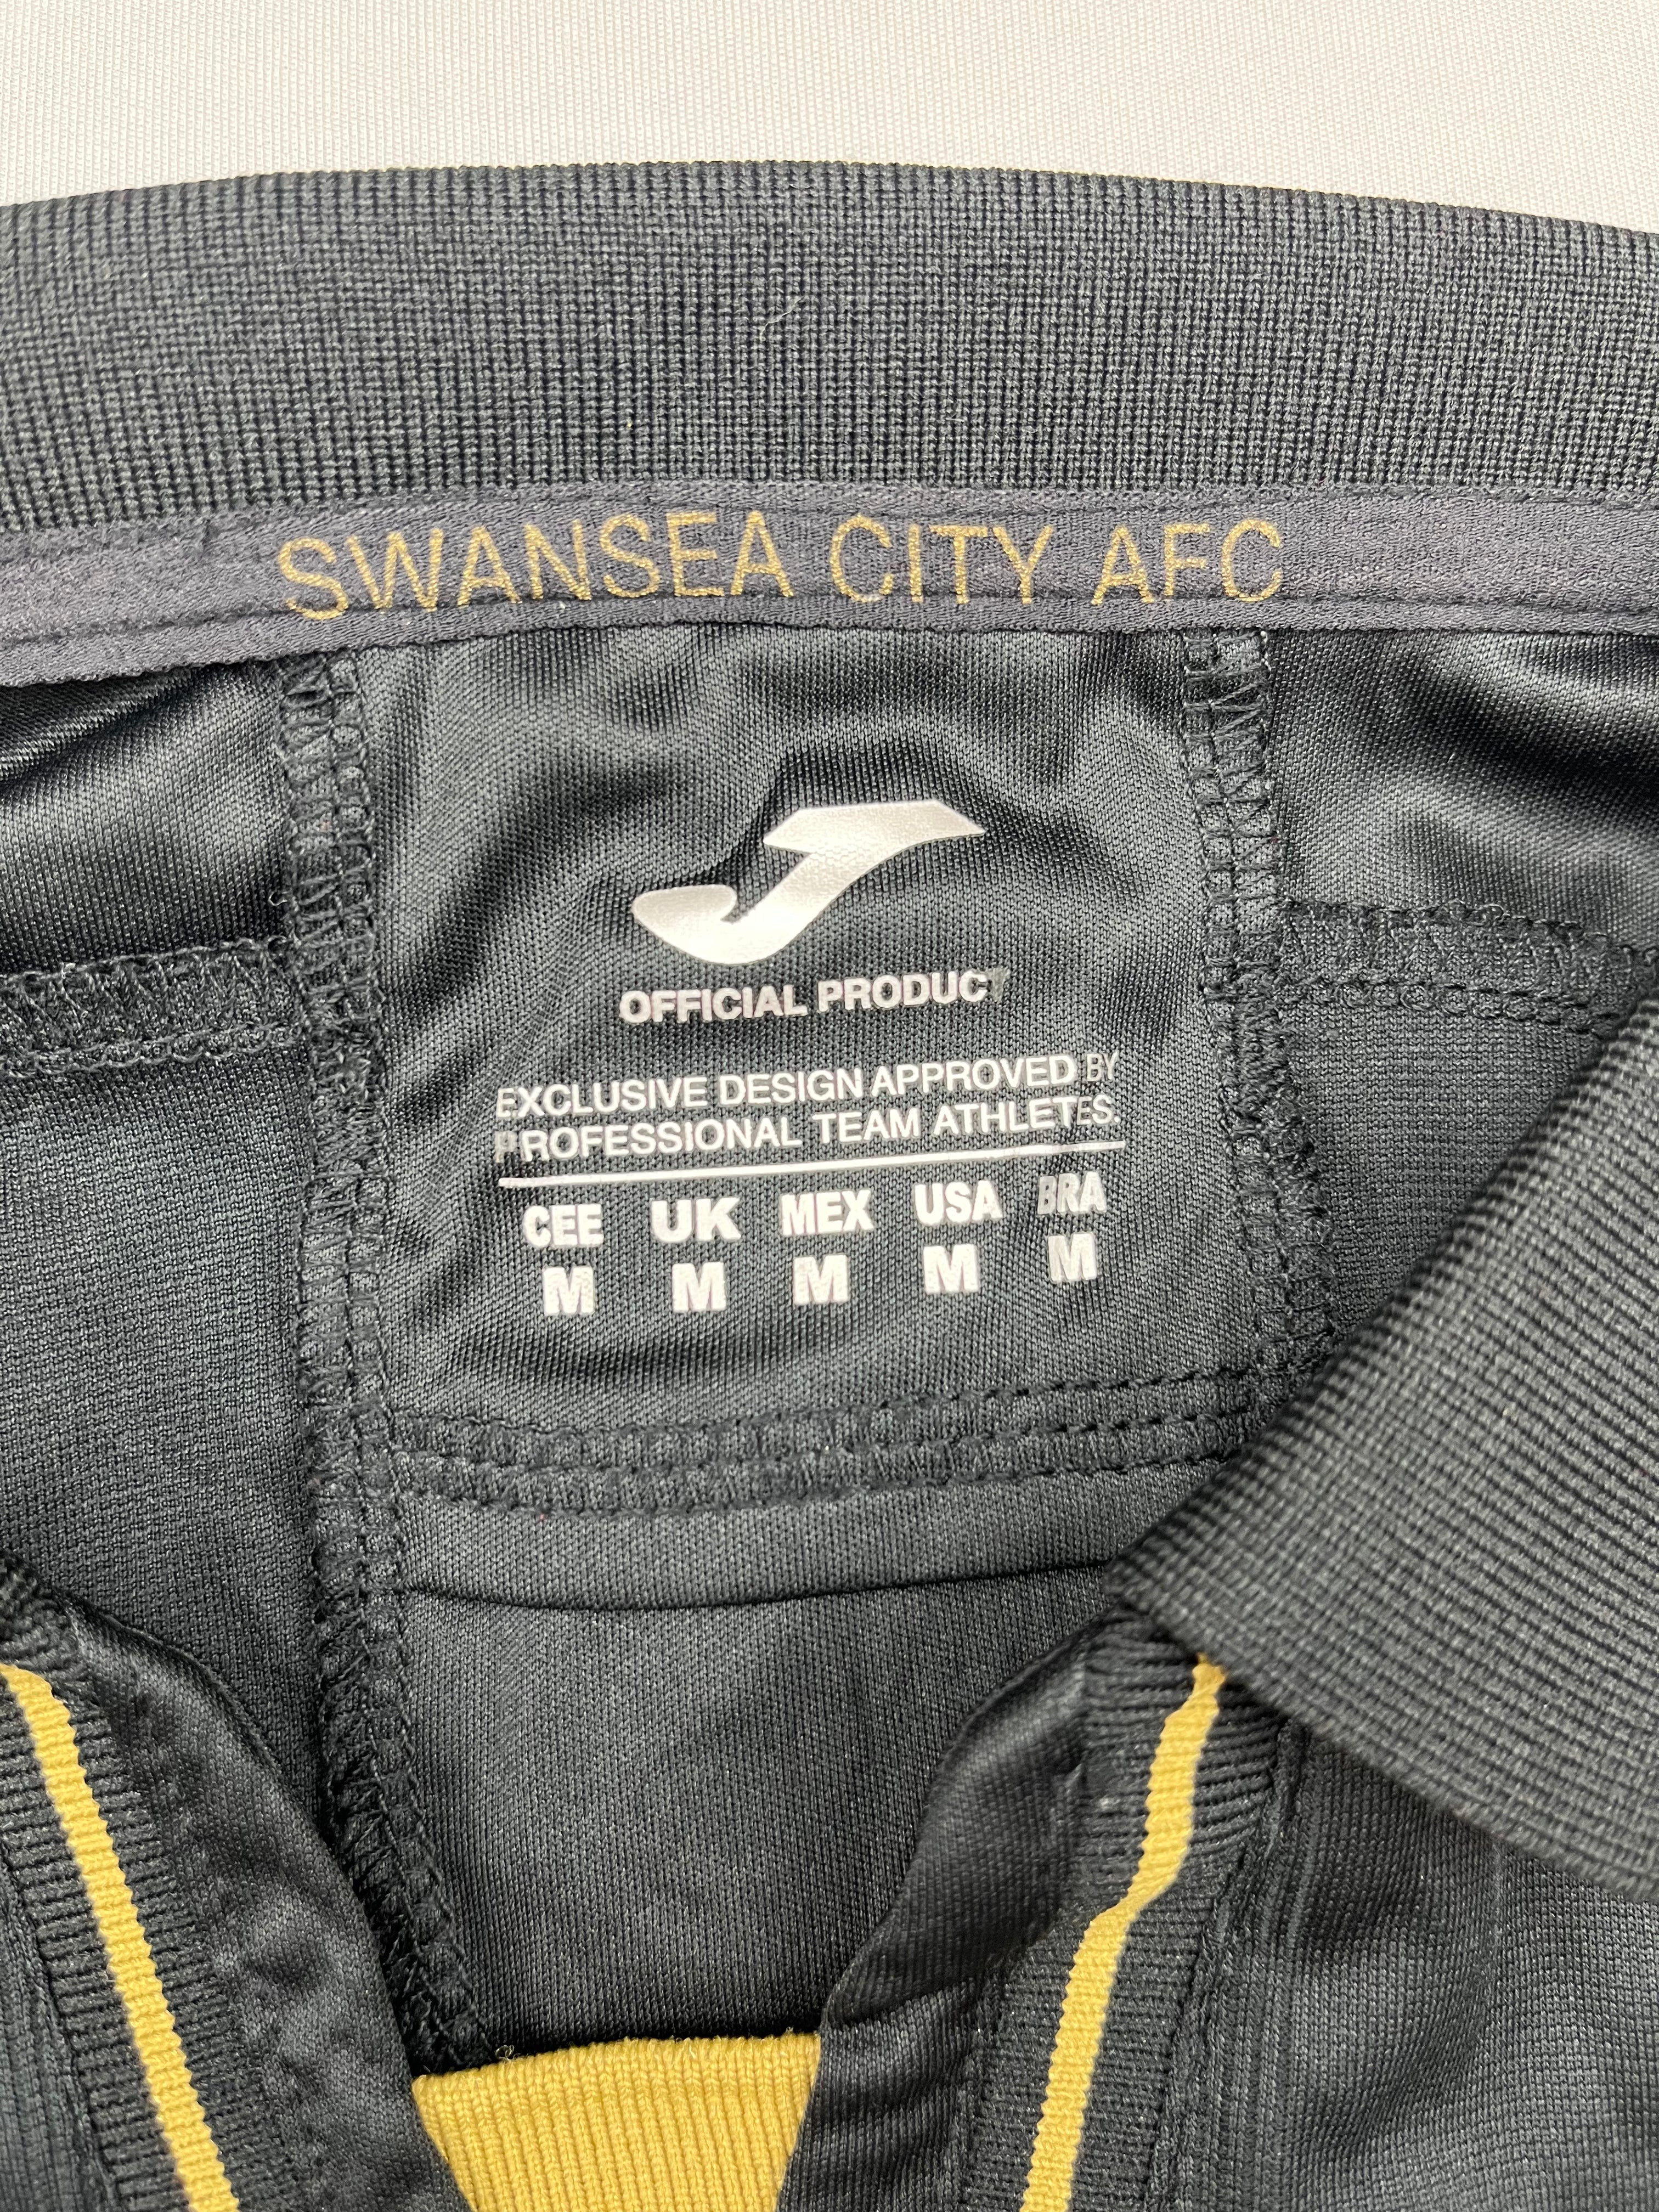 SWANSEA CITY AFC
OFFICIAL PRODUCT
EXCLUSIVE DESIGN APPROVED BY
PROFESSIONAL TEAM ATHLETES.
CEE UK MEX USA BRA
M M M M M